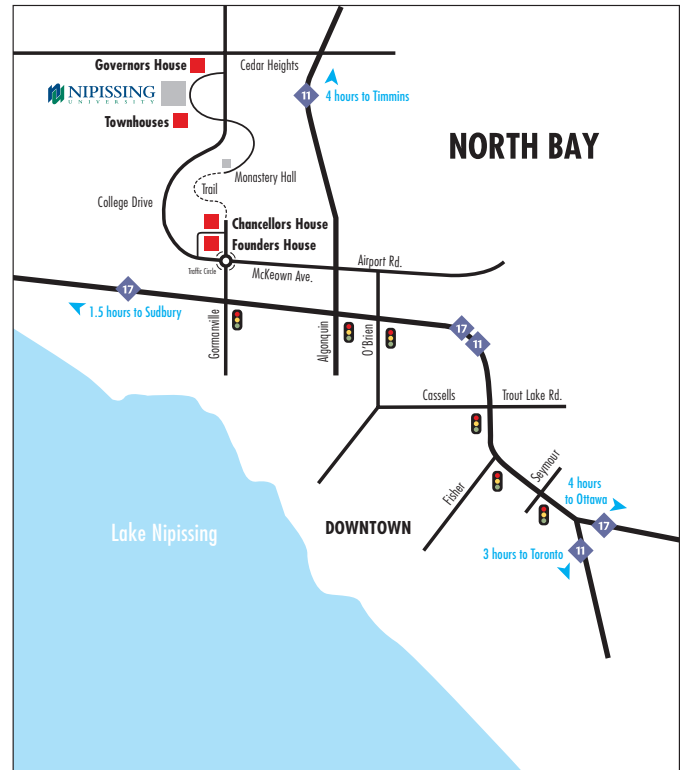 Governors House
Cedar Heights
NIPISSING
UNIVERSITY
11
4 hours to Timmins
Townhouses
NORTH BAY
Monastery Hall
Trail
College Drive
Chancellors House
Founders House
Airport Rd.
Traffic Circle
McKeown Ave.
17
1.5 hours to Sudbury
Gormanville
Algonquin
O'Brien
17
11
Cassells
Trout Lake Rd.
Seymour
Fisher
4 hours
to Ottawa
Lake Nipissing
DOWNTOWN
17
3 hours to Toronto
11